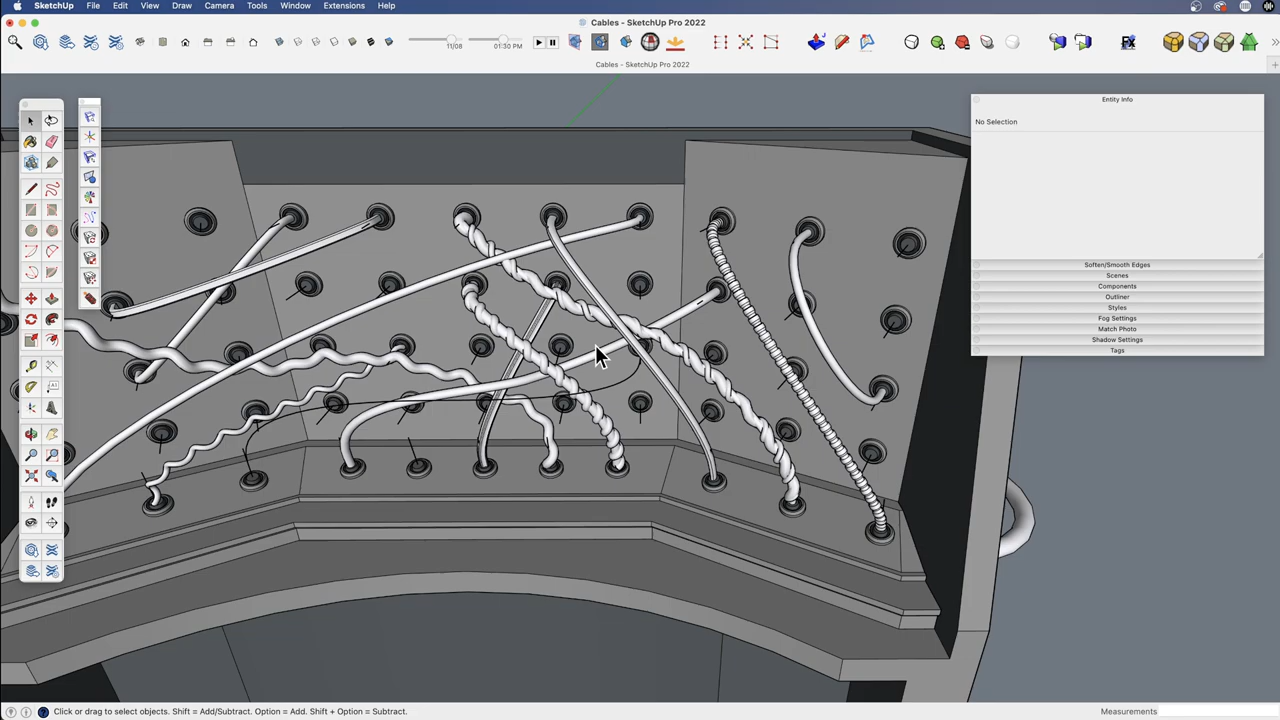 SketchUp File Edit View Draw Camera Tools Window Extensions Help
Cables - SketchUp Pro 2022
11/08 01:30 PM
Cables - SketchUp Pro 2022
Entity Info
No Selection
Soften/Smooth Edges
Scenes
Components
Outliner
Styles
Fog Settings
Match Photo
Shadow Settings
Tags
Click or drag to select objects. Shift = Add/Subtract. Option = Add. Shift + Option = Subtract.
Measurements